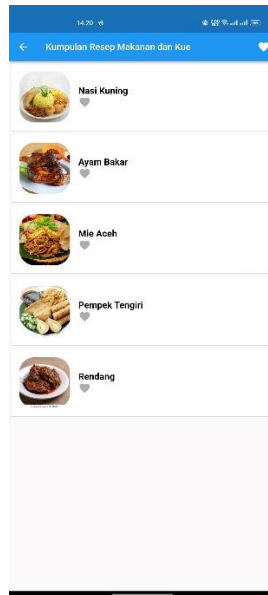 14.20
Kumpulan Resep Makanan dan Kue
Nasi Kuning
Ayam Bakar
Mie Aceh
Pempek Tengiri
Rendang